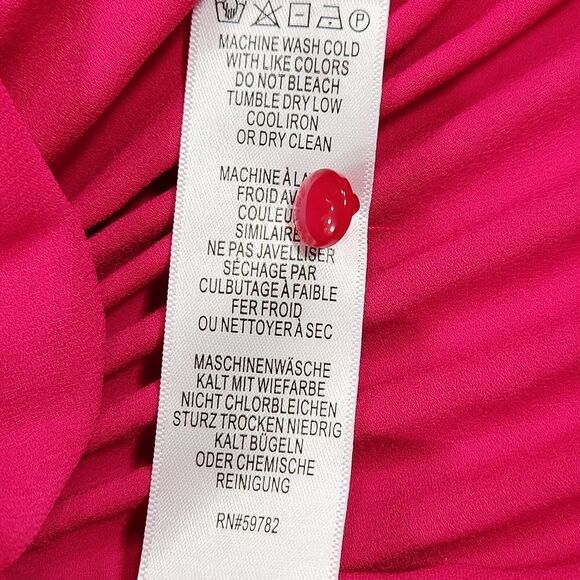 P
MACHINE WASH COLD
WITH LIKE COLORS
DO NOT BLEACH
TUMBLE DRY LOW
COOL IRON
OR DRY CLEAN
MACHINE À
FROID
SIMILAIRE
NE PAS JAVELLISER
SÉCHAGE PAR
CULBUTAGE À FAIBLE
FER FROID
OU NETTOYER À SEC
MASCHINENWÄSCHE
KALT MIT WIEFARBE
NICHT CHLORBLEICHEN
STURZ TROCKEN NIEDRIG
KALT BÜGELN
ODER CHEMISCHE
REINIGUNG
RN#59782